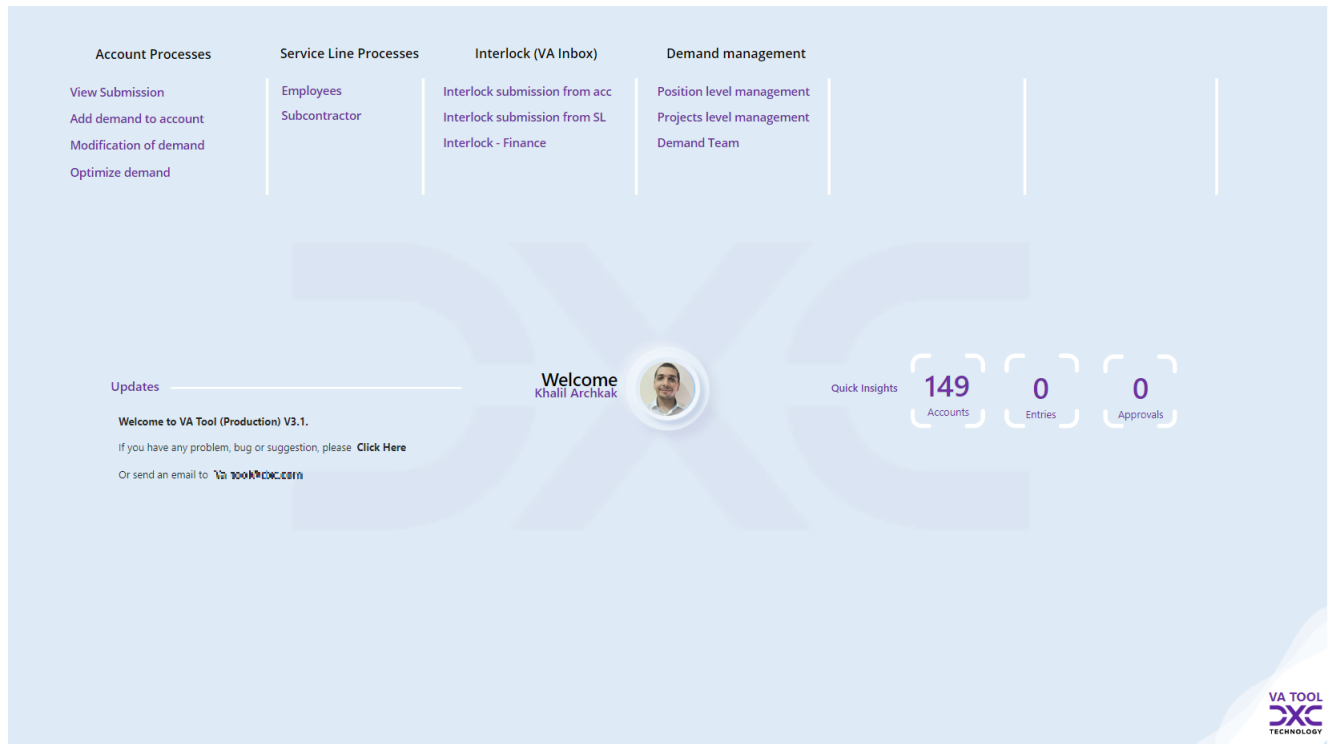 Account Processes
View Submission
Add demand to account
Modification of demand
Optimize demand
Service Line Processes
Employees
Subcontractor
Interlock (VA Inbox)
Interlock submission from acc
Interlock submission from SL
Interlock - Finance
Demand management
Position level management
Projects level management
Demand Team
DXC
Updates
Welcome to VA Tool (Production) V3.1.
If you have any problem, bug or suggestion, please Click Here
Or send an email to
Welcome
Khalil Archkak
Quick Insights
149
Accounts
0
Entries
0
Approvals
VA TOOL
DXC
TECHNOLOGY